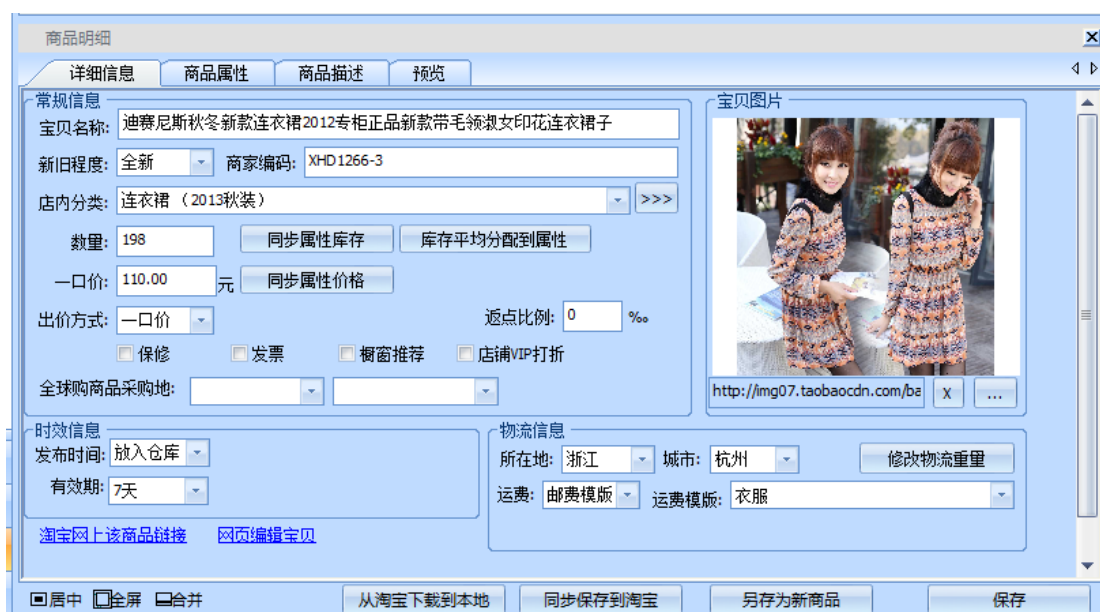 商品明细
详细信息 商品属性 商品描述 预览
常规信息 宝贝图片
宝贝名称: 迪赛尼斯秋冬新款连衣裙2012专柜正品新款带毛领淑女印花连衣裙子
新旧程度: 全新 商家编码: XHD1266-3
店内分类: 连衣裙 （2013秋装） >>>
数量: 198 同步属性库存 库存平均分配到属性
一口价: 110.00 元 同步属性价格
出价方式: 一口价 返点比例: 0 ‰
保修 发票 橱窗推荐 店铺VIP打折
全球购商品采购地:
http://img07.taobaocdn.com/ba x ...
时效信息 物流信息
发布时间: 放入仓库 所在地: 浙江 城市: 杭州 修改物流重量
有效期: 7天 运费: 邮费模版 运费模版: 衣服
淘宝网上该商品链接 网页编辑宝贝
居中 全屏 合并 从淘宝下载到本地 同步保存到淘宝 另存为新商品 保存